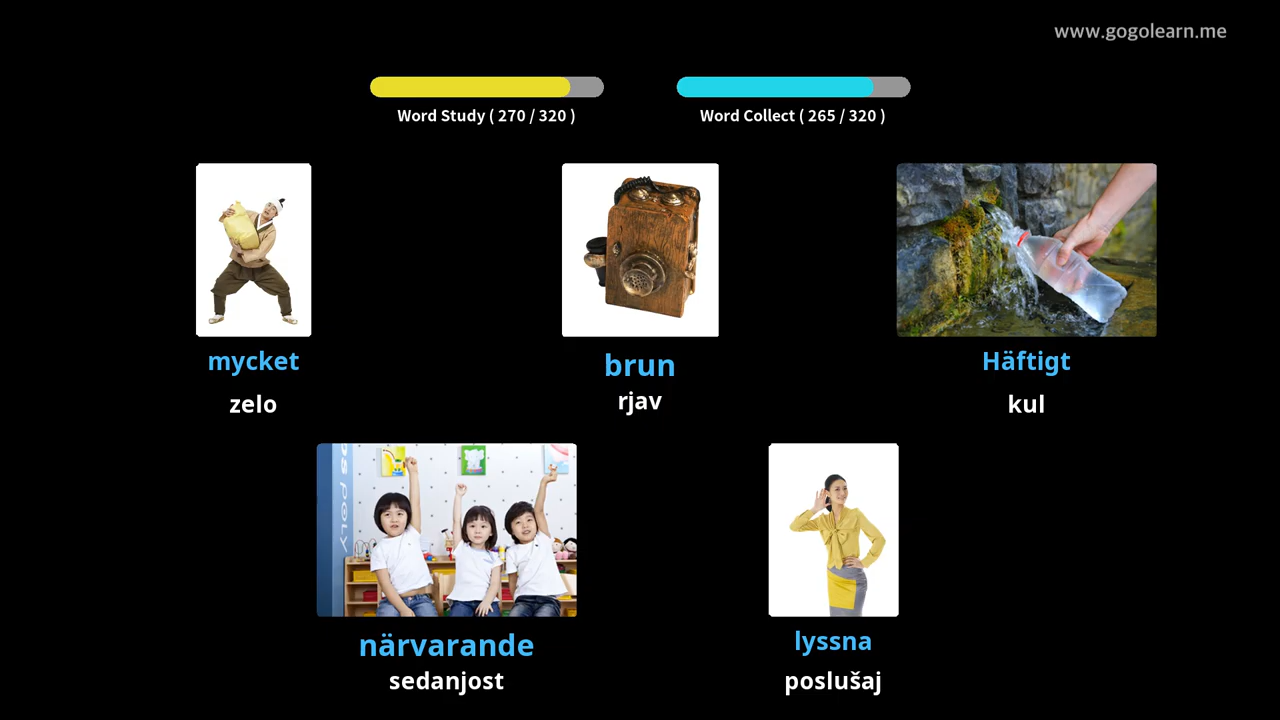 www.gogolearn.me
Word Study ( 270 / 320 )
Word Collect ( 265 / 320 )
mycket
zelo
brun
rjav
Häftigt
kul
närvarande
sedanjost
lyssna
poslušaj